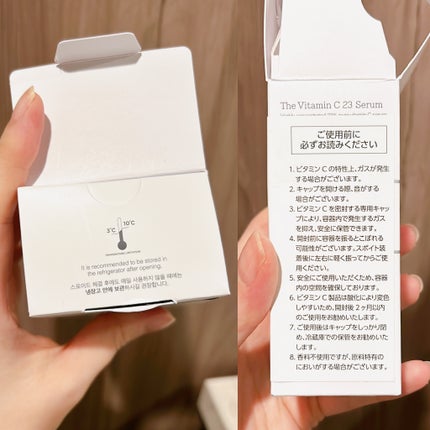 3℃
10℃
It is recommended to be stored in
the refrigerator after opening.
스포이드 체결 후에도 매일 사용하지 않을 때에는
냉장고 안에 보관하시길 권장합니다.
The Vitamin C 23 Serum
ご使用前に
必ずお読みください
1. ビタミンCの特性上、ガスが発生
する場合がございます。
2. キャップを開ける際、音がする
場合がございます。
3. ビタミンCを密封する専用キャッ
プにより、容器内で発生するガス
を抑え、安全に保管できます。
4. 開封前に容器を振るとこぼれる
可能性がございます。スポイト装
着後に左右に軽く振ってからご使
用ください。
5. 安全にご使用いただくため、容器
内の空間を確保しております。
6. ビタミンC製品は酸化により変色
しやすいため、開封後2ヶ月以内
のご使用をお勧めいたします。
7. ご使用後はキャップをしっかり閉
め、冷蔵庫での保管をお勧めいた
します。
8. 香料不使用ですが、原料特有の
においがする場合がございます。